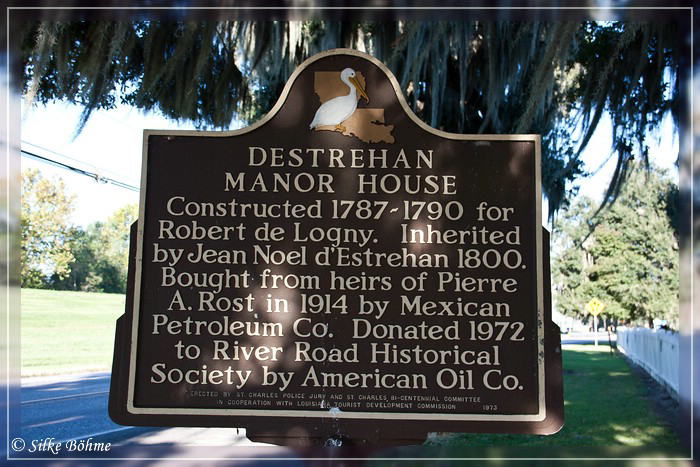 DESTREHAN
MANOR HOUSE
Constructed 1787-1790 for
Robert de Logny. Inherited
by Jean Noel d'Estrehan 1800.
Bought from heirs of Pierre
A. Rost in 1914 by Mexican
Petroleum Co. Donated 1972
to River Road Historical
Society by American Oil Co.
ERECTED BY ST. CHARLES POLICE JURY AND ST. CHARLES BI-CENTENNIAL COMMITTEE
IN COOPERATION WITH LOUISIANA TOURIST DEVELOPMENT COMMISSION 1973
© Silke Böhme